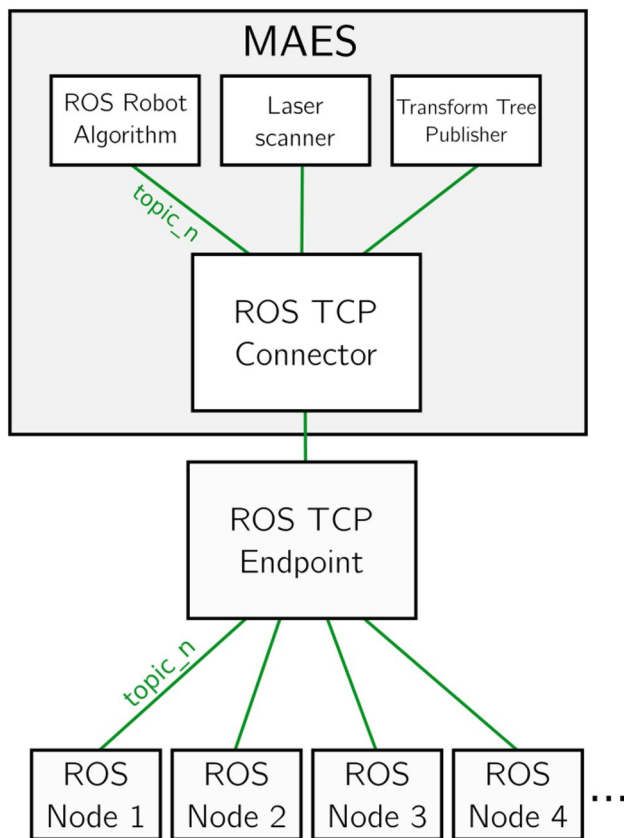 MAES
ROS Robot
Algorithm
Laser
scanner
Transform Tree
Publisher
topic_n
ROS TCP
Connector
ROS TCP
Endpoint
topic_n
ROS
Node 1
ROS
Node 2
ROS
Node 3
ROS
Node 4
...